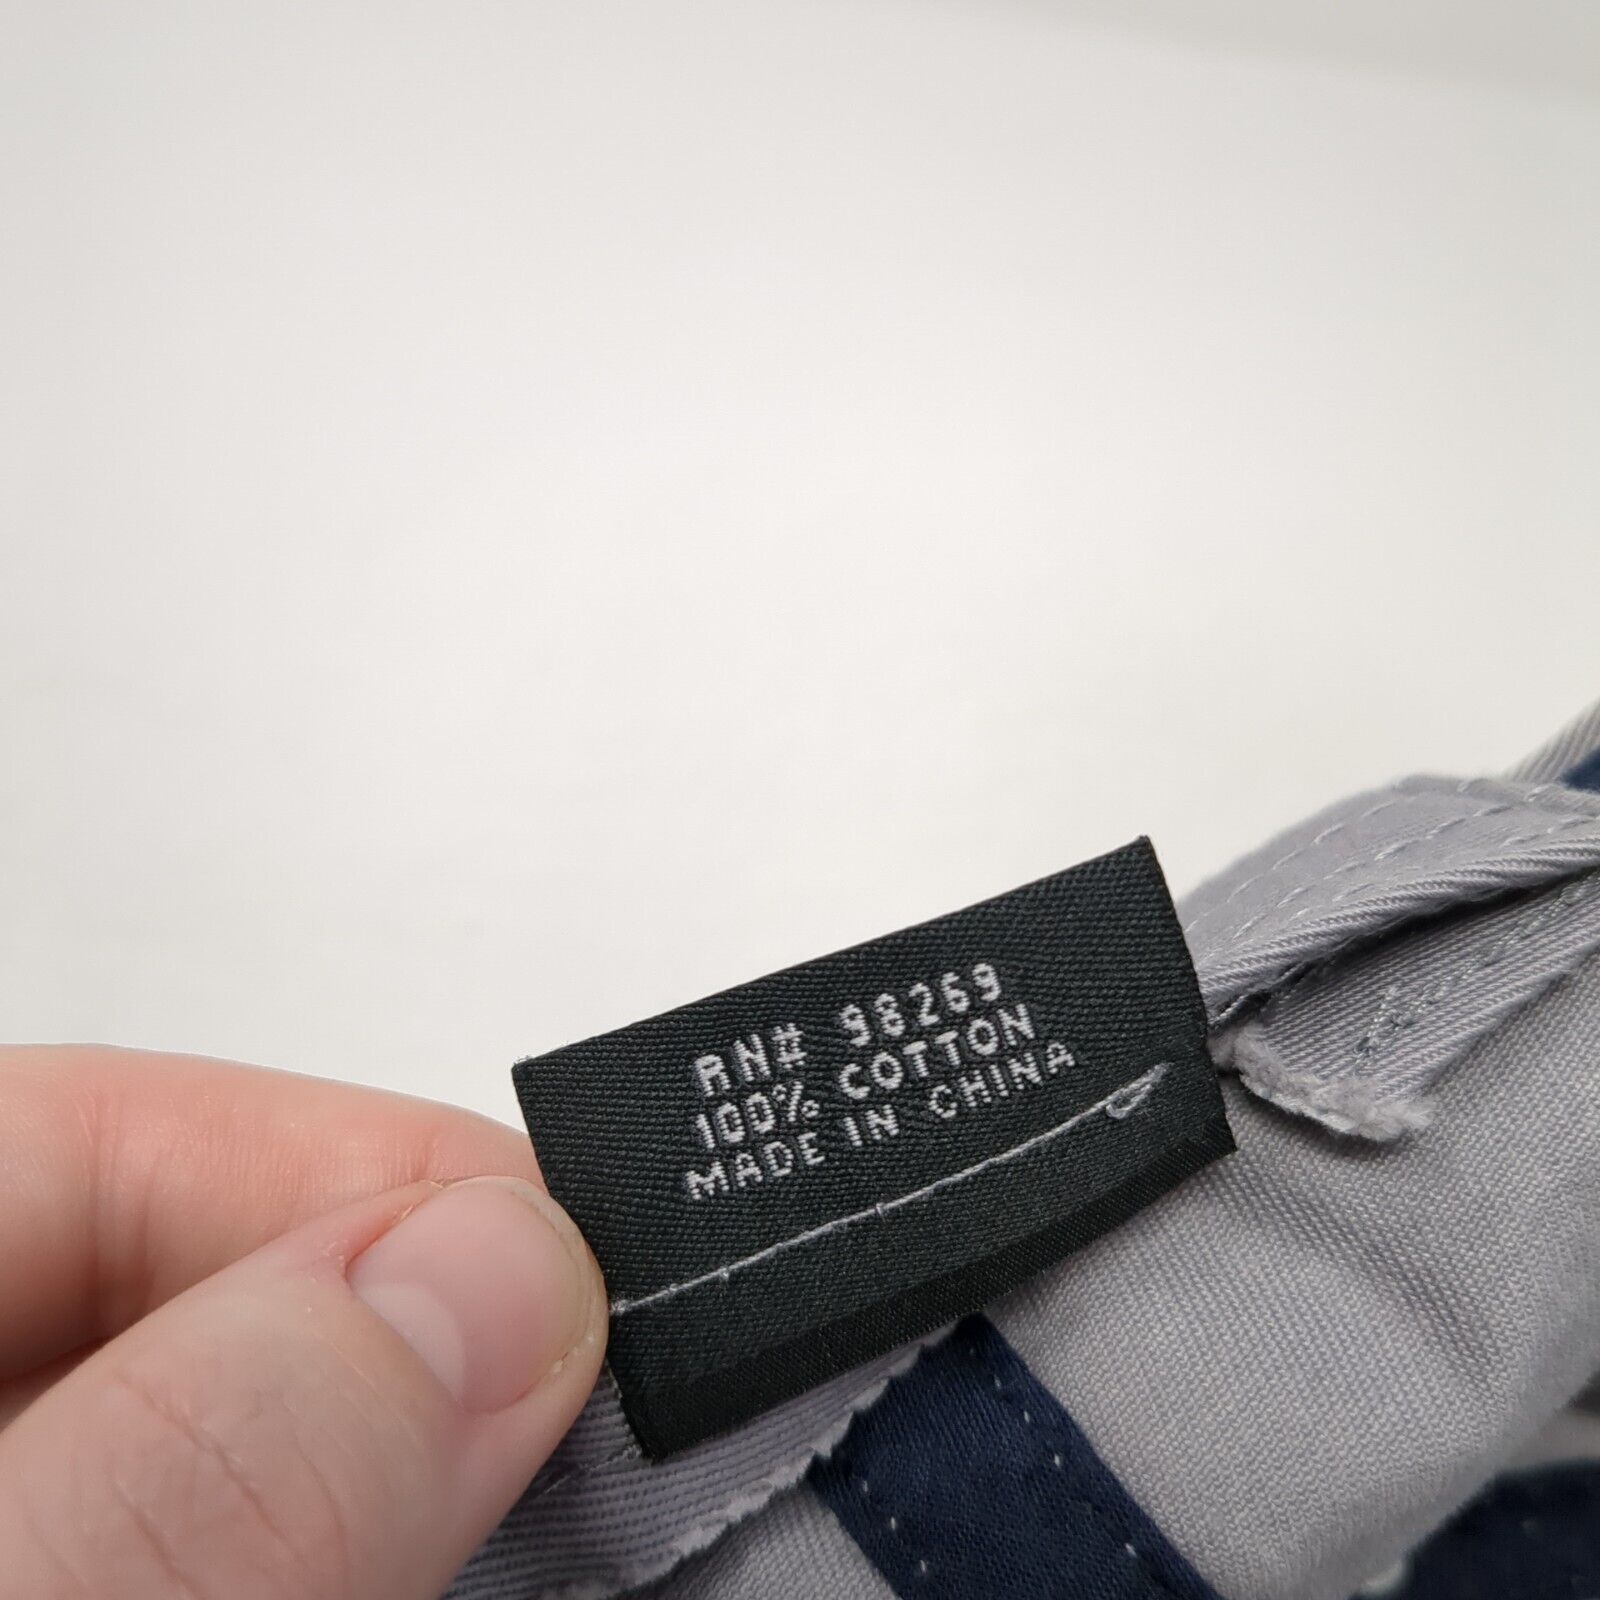 RN# 98269
100% COTTON
MADE IN CHINA